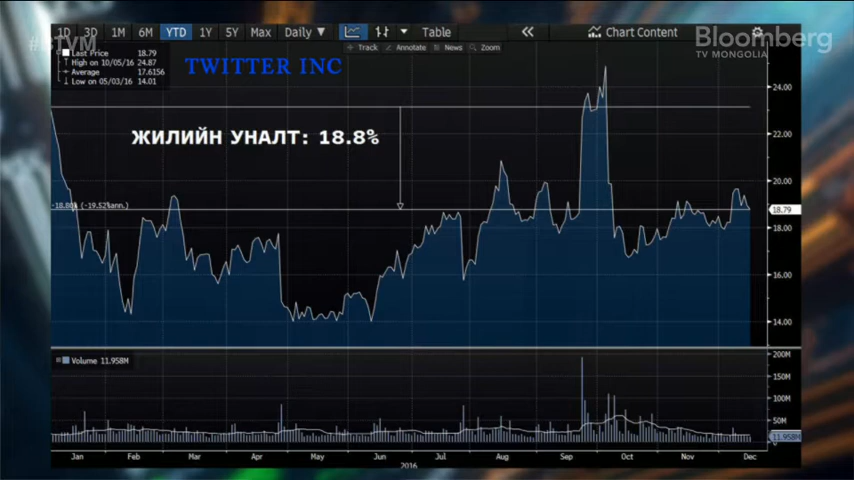 1D 3D 1M 6M YTD 1Y 5Y Max Daily ▼ Table « Chart Content
#BTVM
Bloomberg
TV MONGOLIA
Track Annotate News Zoom
Last Price 18.79
High on 10/05/16 24.87
Average 17.6156
Low on 05/03/16 14.01
TWITTER INC
ЖИЛИЙН УНАЛТ: 18.8%
-18.80% (-19.52%ann.)
24.00
22.00
20.00
18.79
18.00
16.00
14.00
Volume 11.958M
200M
150M
100M
50M
0
11.958M
Jan Feb Mar Apr May Jun Jul Aug Sep Oct Nov Dec
2016